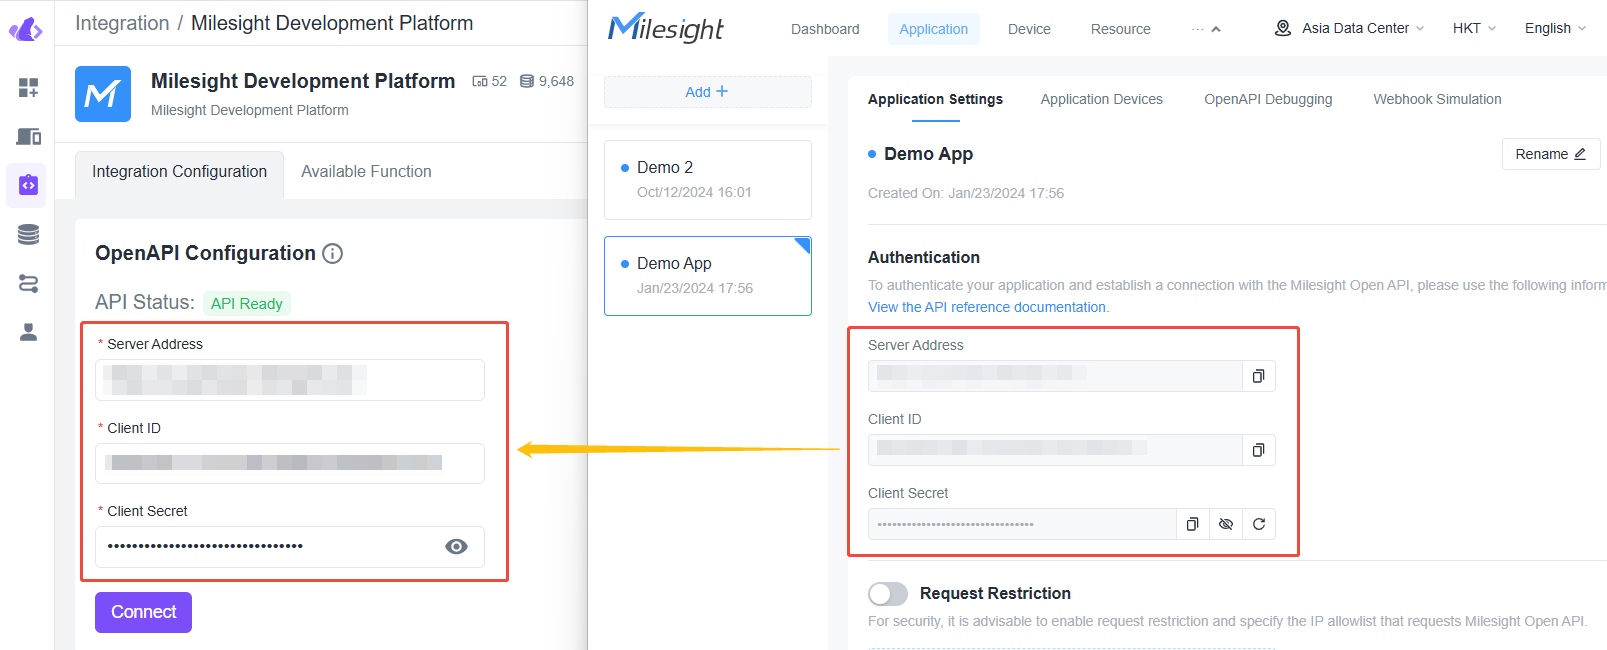 Integration / Milesight Development Platform
Milesight Development Platform 52 9,648
Milesight Development Platform
Integration Configuration Available Function
OpenAPI Configuration
API Status: API Ready
* Server Address
* Client ID
* Client Secret
••••••••••••••••••••••••••••••••
Connect
Milesight Dashboard Application Device Resource ··· Asia Data Center HKT English
Add +
Demo 2
Oct/12/2024 16:01
Demo App
Jan/23/2024 17:56
Application Settings Application Devices OpenAPI Debugging Webhook Simulation
Demo App Rename
Created On: Jan/23/2024 17:56
Authentication
To authenticate your application and establish a connection with the Milesight Open API, please use the following inform
View the API reference documentation.
Server Address
Client ID
Client Secret
••••••••••••••••••••••••••••••••
Request Restriction
For security, it is advisable to enable request restriction and specify the IP allowlist that requests Milesight Open API.